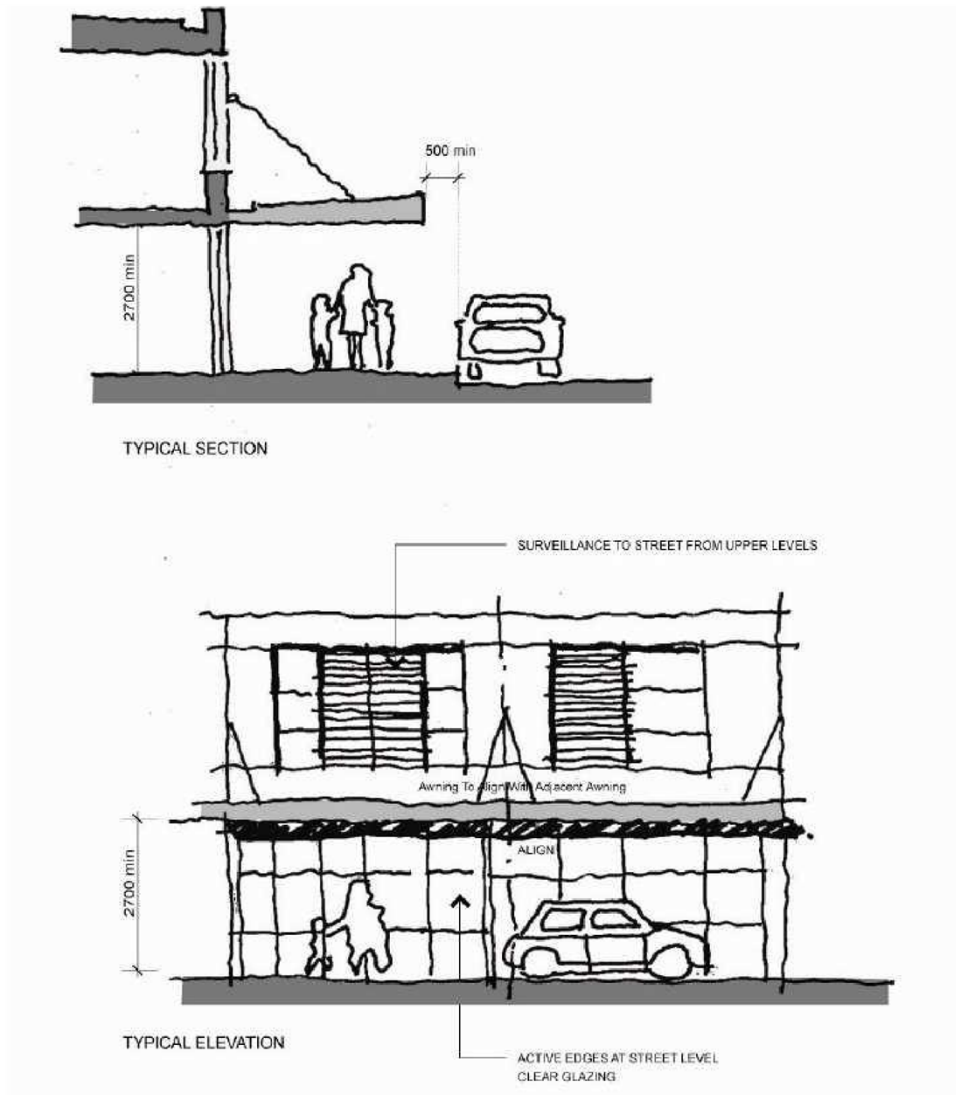 500 min
2700 min
TYPICAL SECTION
SURVEILLANCE TO STREET FROM UPPER LEVELS
Awning To Align With Adjacent Awning
ALIGN
2700 min
TYPICAL ELEVATION
ACTIVE EDGES AT STREET LEVEL
CLEAR GLAZING